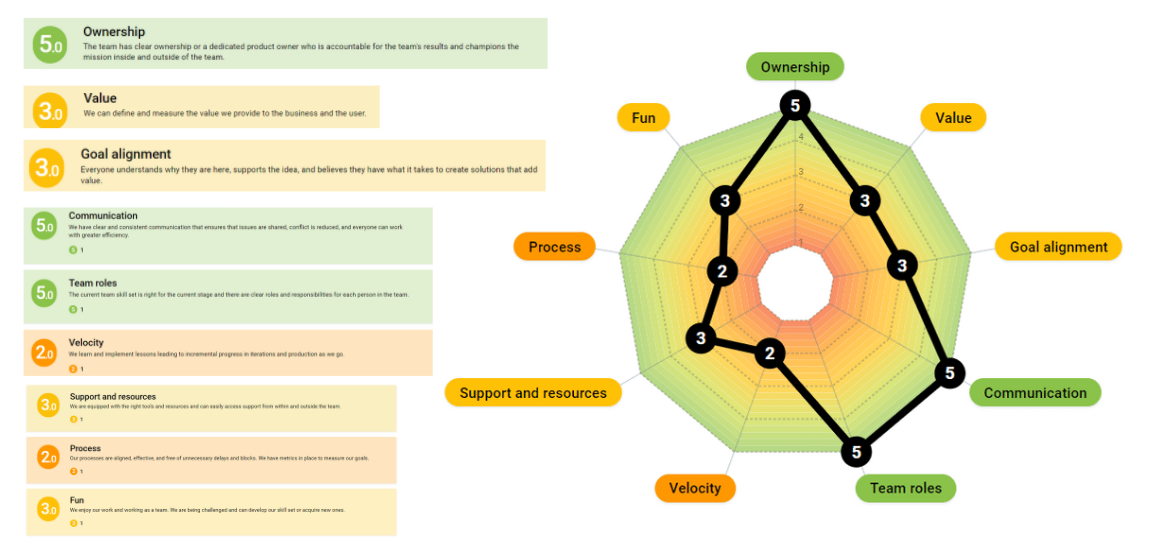 5.0
Ownership
The team has clear ownership or a dedicated product owner who is accountable for the team's results and champions the
mission inside and outside of the team.
3.0
Value
We can define and measure the value we provide to the business and the user.
3.0
Goal alignment
Everyone understands why they are here, supports the idea, and believes they have what it takes to create solutions that add
value.
5.0
Communication
We have clear and consistent communication that ensures that issues are shared, conflict is reduced, and everyone can work
with greater efficiency.
5 1
5.0
Team roles
The current team skill set is right for the current stage and there are clear roles and responsibilities for each person in the team.
5 1
2.0
Velocity
We learn and implement lessons leading to incremental progress in iterations and production as we go.
2 1
3.0
Support and resources
We are equipped with the right tools and resources and can easily access support from within and outside the team.
3 1
2.0
Process
Our processes are aligned, effective, and free of unnecessary delays and blocks. We have metrics in place to measure our goals.
2 1
3.0
Fun
We enjoy our work and working as a team. We are being challenged and can develop our skill set or acquire new ones.
3 1
Ownership
Fun
Value
Process
Goal alignment
Support and resources
Communication
Velocity
Team roles
5
4
3
2
1
3
3
3
2
3
2
5
5